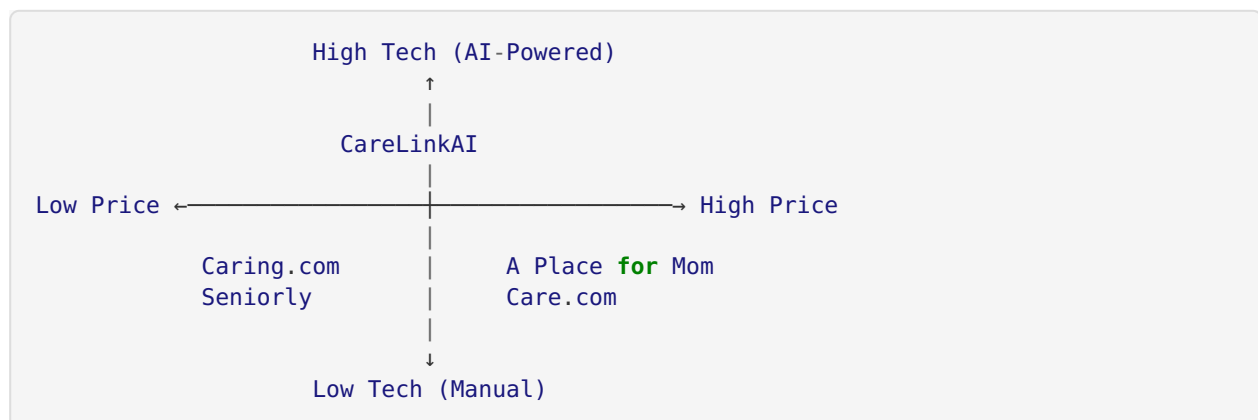 High Tech (AI-Powered)
↑
|
CareLinkAI
|
Low Price ←─────────────────┼─────────────────→ High Price
|
Caring.com | A Place for Mom
Seniorly | Care.com
|
↓
Low Tech (Manual)